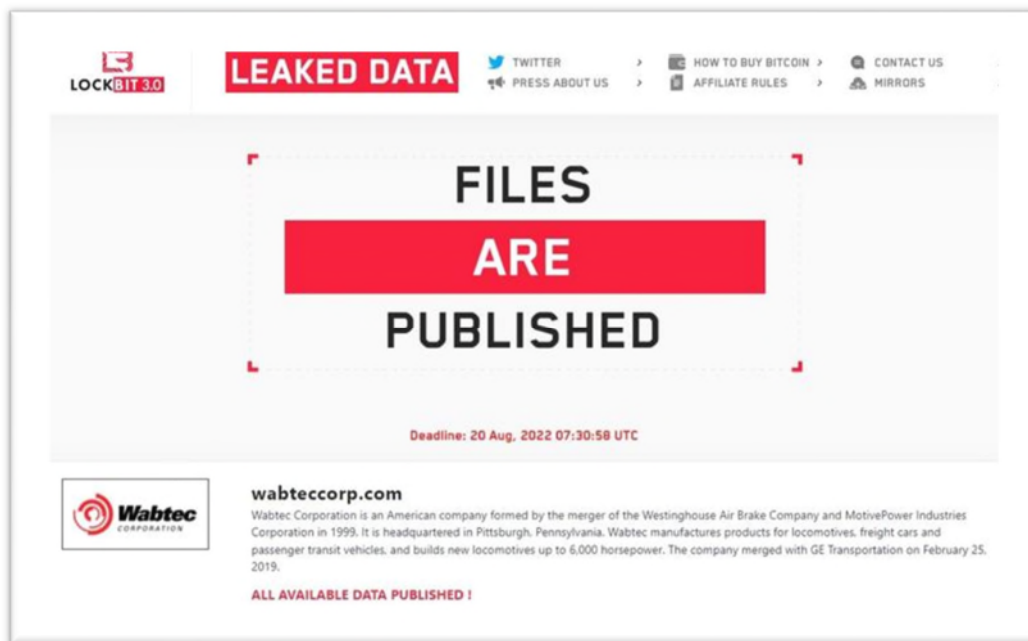 LOCKBIT 3.0
LEAKED DATA
TWITTER >
PRESS ABOUT US >
HOW TO BUY BITCOIN >
AFFILIATE RULES >
CONTACT US
MIRRORS
FILES
ARE
PUBLISHED
Deadline: 20 Aug, 2022 07:30:58 UTC
Wabtec
CORPORATION
wabteccorp.com
Wabtec Corporation is an American company formed by the merger of the Westinghouse Air Brake Company and MotivePower Industries
Corporation in 1999. It is headquartered in Pittsburgh, Pennsylvania. Wabtec manufactures products for locomotives, freight cars and
passenger transit vehicles, and builds new locomotives up to 6,000 horsepower. The company merged with GE Transportation on February 25,
2019.
ALL AVAILABLE DATA PUBLISHED !